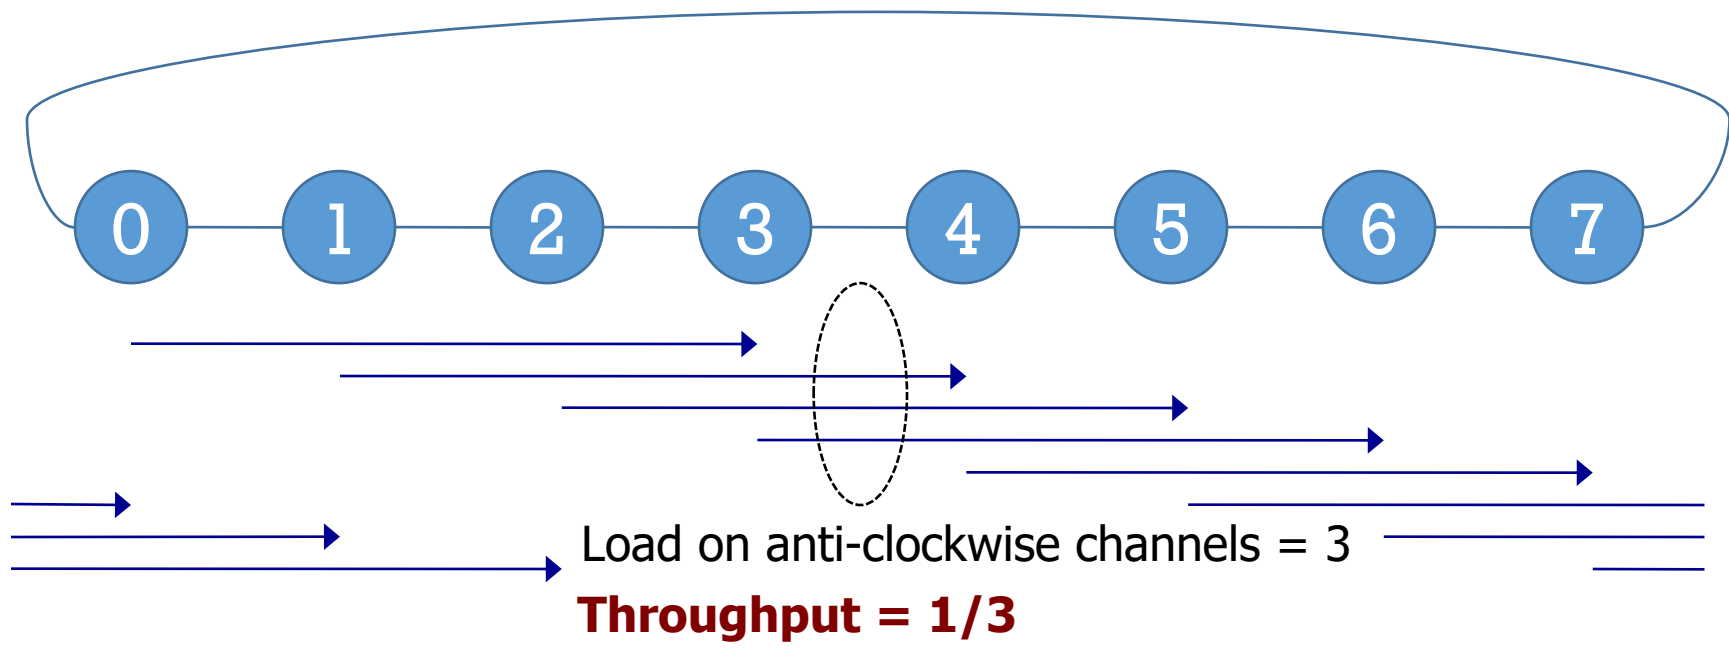 0 1 2 3 4 5 6 7
Load on anti-clockwise channels = 3
Throughput = 1/3